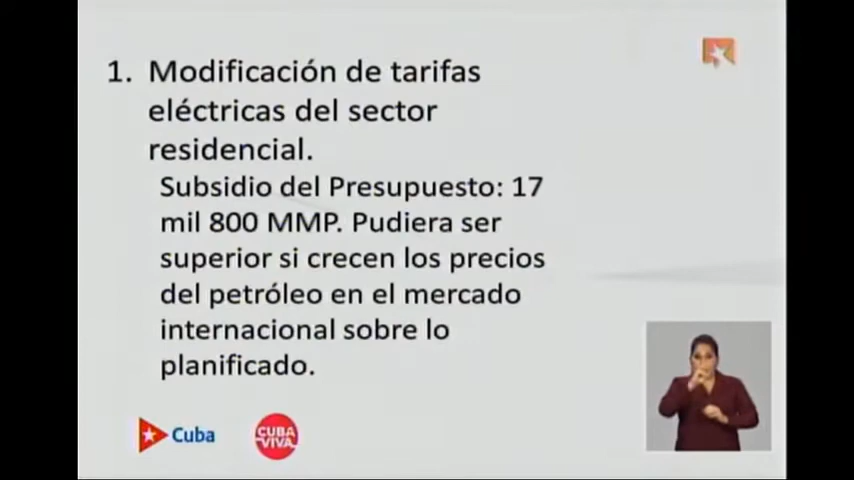 1. Modificación de tarifas
eléctricas del sector
residencial.
Subsidio del Presupuesto: 17
mil 800 MMP. Pudiera ser
superior si crecen los precios
del petróleo en el mercado
internacional sobre lo
planificado.
Cuba
CUBA
VIVA